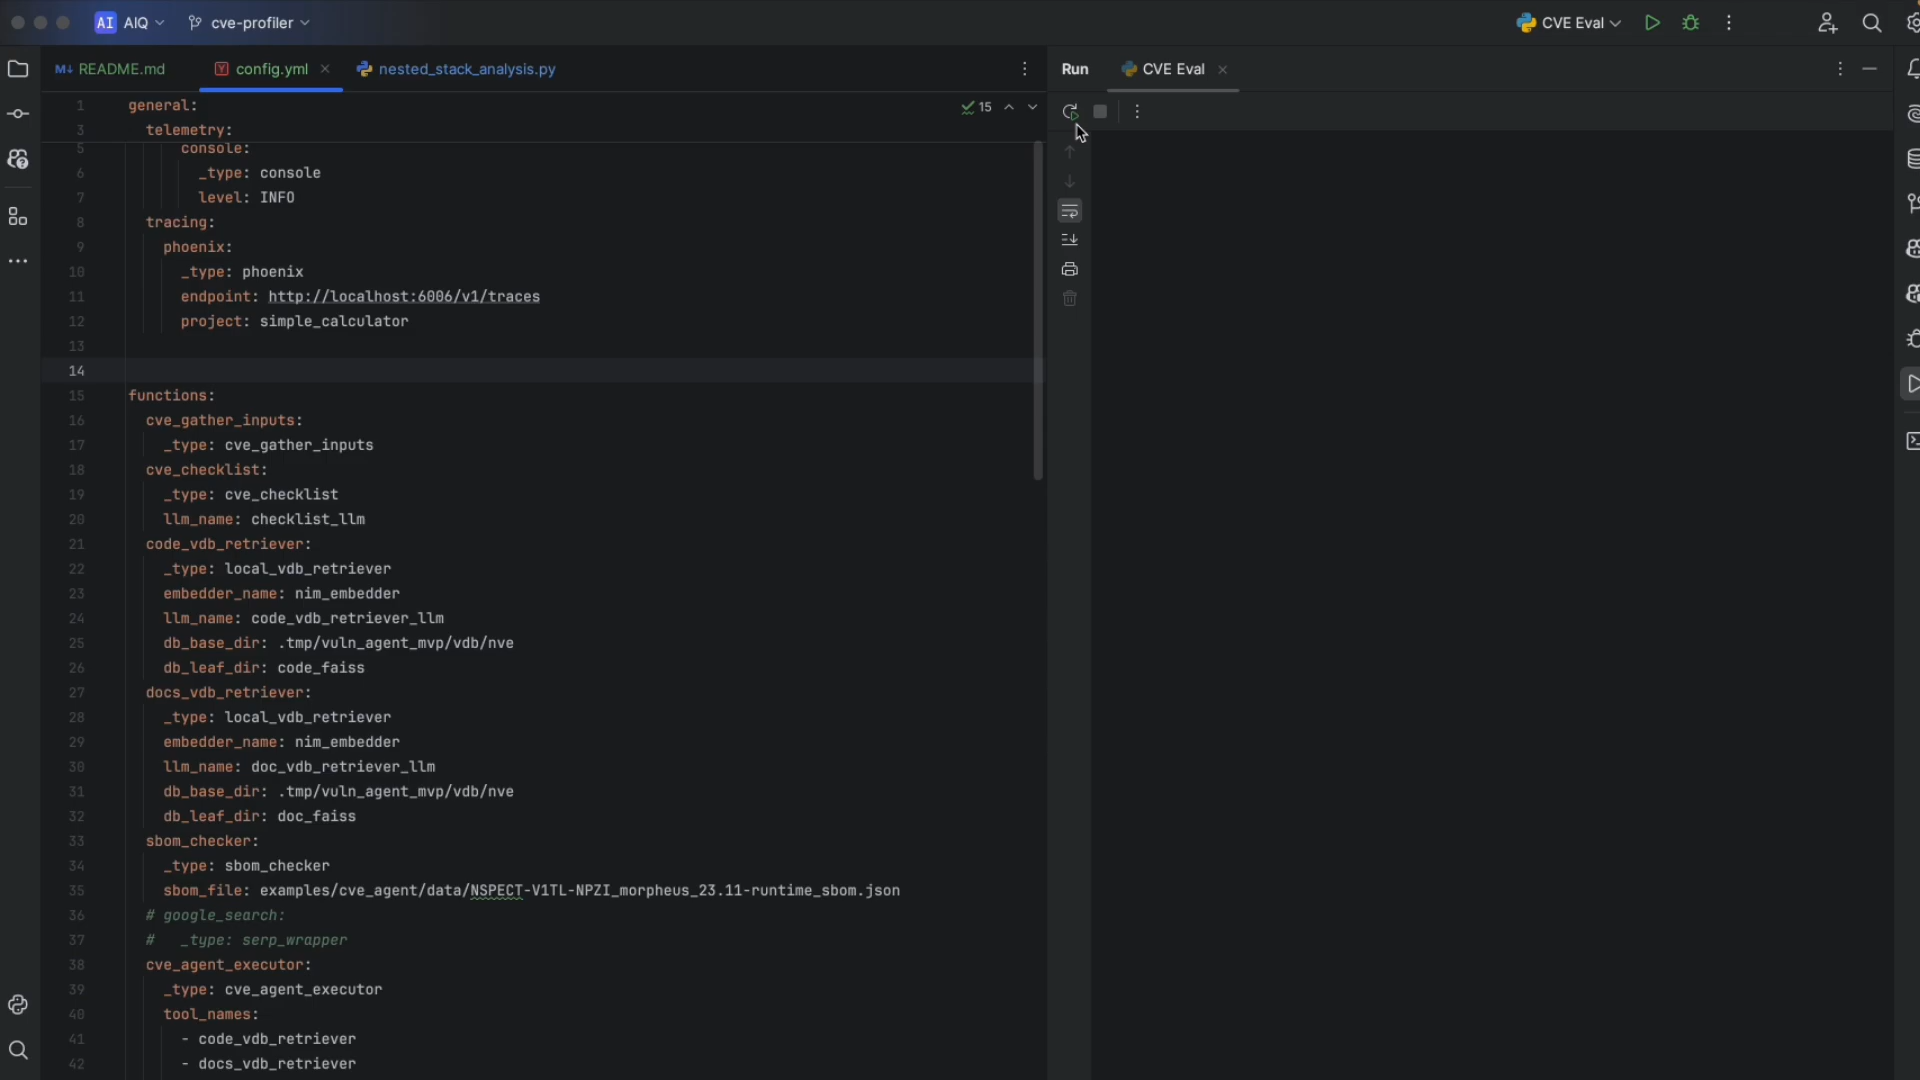 AI AIQ cve-profiler CVE Eval
README.md config.yml nested_stack_analysis.py Run CVE Eval
15
1 general:
3 telemetry:
5 console:
6 _type: console
7 level: INFO
8 tracing:
9 phoenix:
10 _type: phoenix
11 endpoint: http://localhost:6006/v1/traces
12 project: simple_calculator
13
14
15 functions:
16 cve_gather_inputs:
17 _type: cve_gather_inputs
18 cve_checklist:
19 _type: cve_checklist
20 llm_name: checklist_llm
21 code_vdb_retriever:
22 _type: local_vdb_retriever
23 embedder_name: nim_embedder
24 llm_name: code_vdb_retriever_llm
25 db_base_dir: .tmp/vuln_agent_mvp/vdb/nve
26 db_leaf_dir: code_faiss
27 docs_vdb_retriever:
28 _type: local_vdb_retriever
29 embedder_name: nim_embedder
30 llm_name: doc_vdb_retriever_llm
31 db_base_dir: .tmp/vuln_agent_mvp/vdb/nve
32 db_leaf_dir: doc_faiss
33 sbom_checker:
34 _type: sbom_checker
35 sbom_file: examples/cve_agent/data/NSPECT-V1TL-NPZI_morpheus_23.11-runtime_sbom.json
36 # google_search:
37 # _type: serp_wrapper
38 cve_agent_executor:
39 _type: cve_agent_executor
40 tool_names:
41 - code_vdb_retriever
42 - docs_vdb_retriever